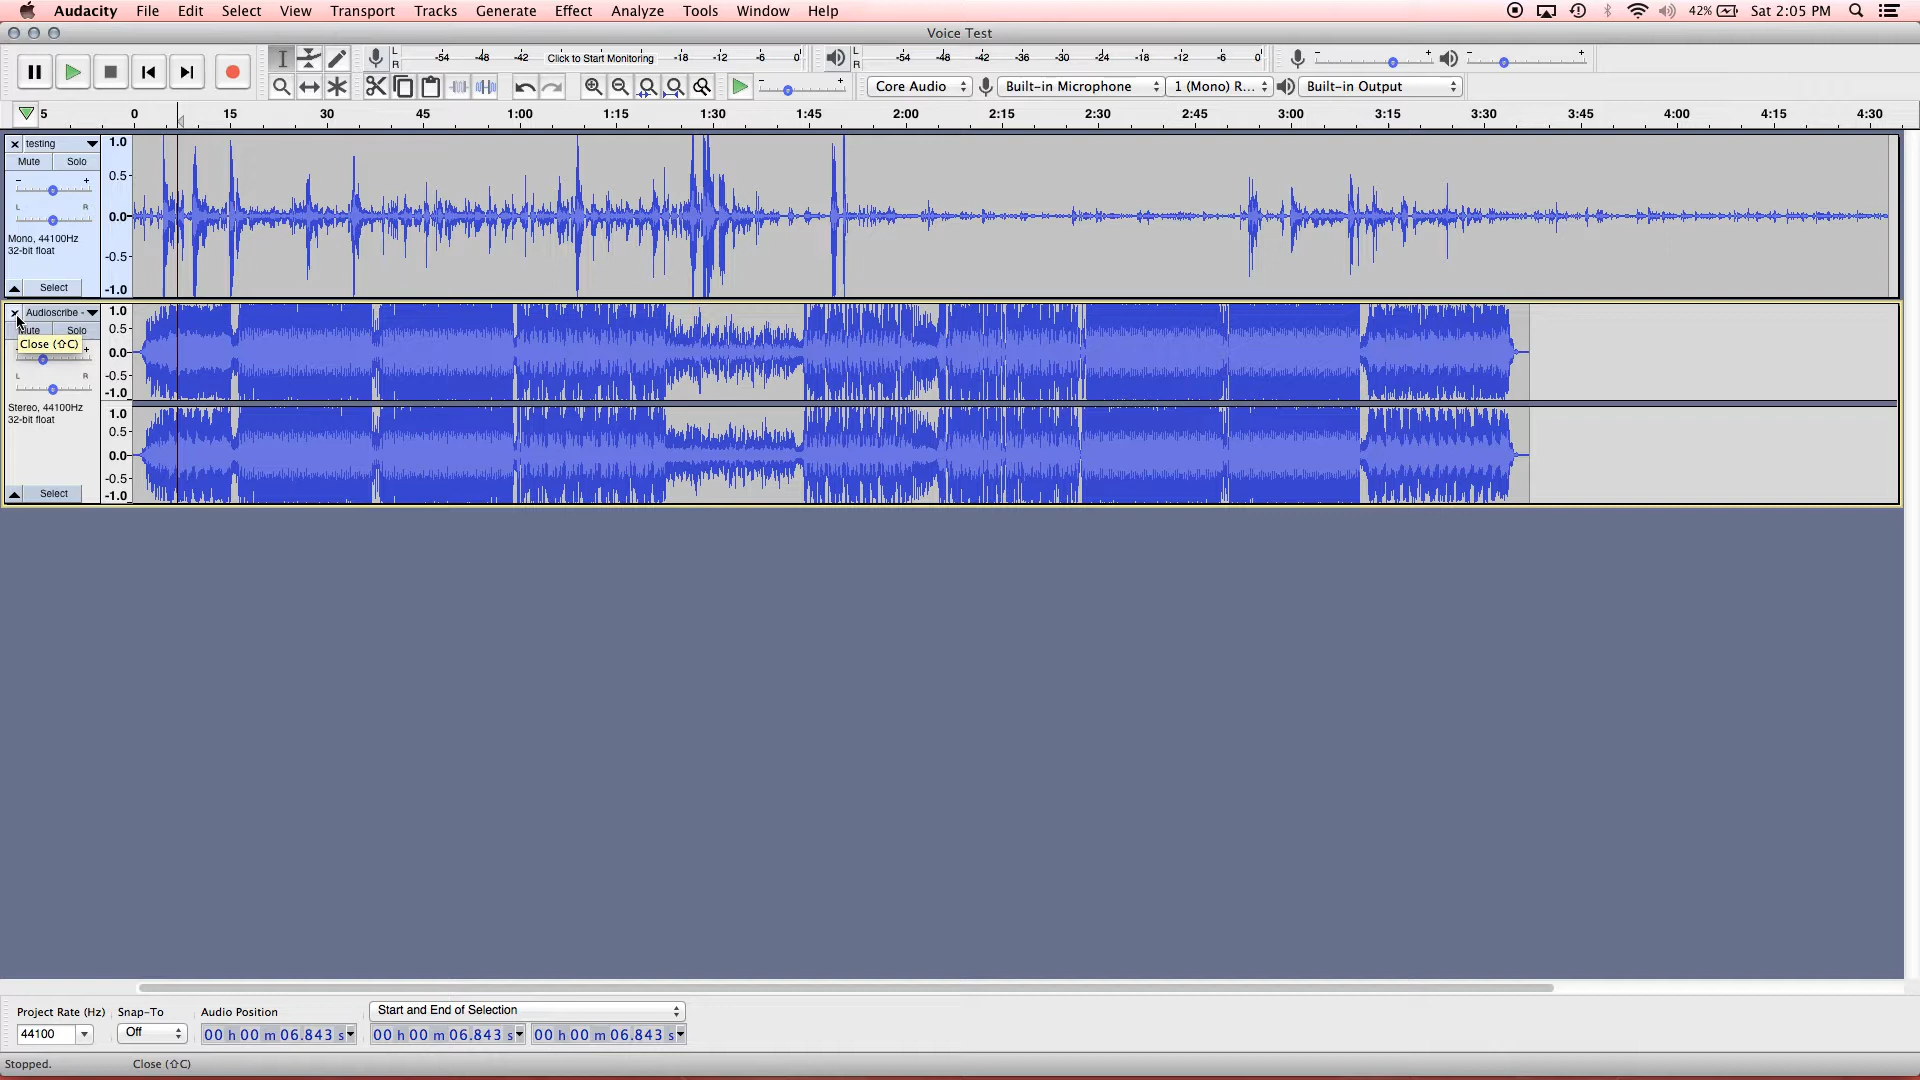 Audacity File Edit Select View Transport Tracks Generate Effect Analyze Tools Window Help 42% Sat 2:05 PM
Voice Test
L R -54 -48 -42 Click to Start Monitoring -18 -12 -6 0 L R -54 -48 -42 -36 -30 -24 -18 -12 -6 0 - + - +
- + Core Audio Built-in Microphone 1 (Mono) R... Built-in Output
5 0 15 30 45 1:00 1:15 1:30 1:45 2:00 2:15 2:30 2:45 3:00 3:15 3:30 3:45 4:00 4:15 4:30
testing 1.0
Mute Solo
0.5
- +
L R
0.0
Mono, 44100Hz
32-bit float
-0.5
Select -1.0
Audioscribe - 1.0
Mute Solo 0.5
Close (⇧C) +
0.0
L R -0.5
-1.0
Stereo, 44100Hz 1.0
32-bit float
0.5
0.0
-0.5
Select -1.0
Project Rate (Hz) Snap-To Audio Position Start and End of Selection
44100 Off 00 h 00 m 06.843 s 00 h 00 m 06.843 s 00 h 00 m 06.843 s
Stopped. Close (⇧C)